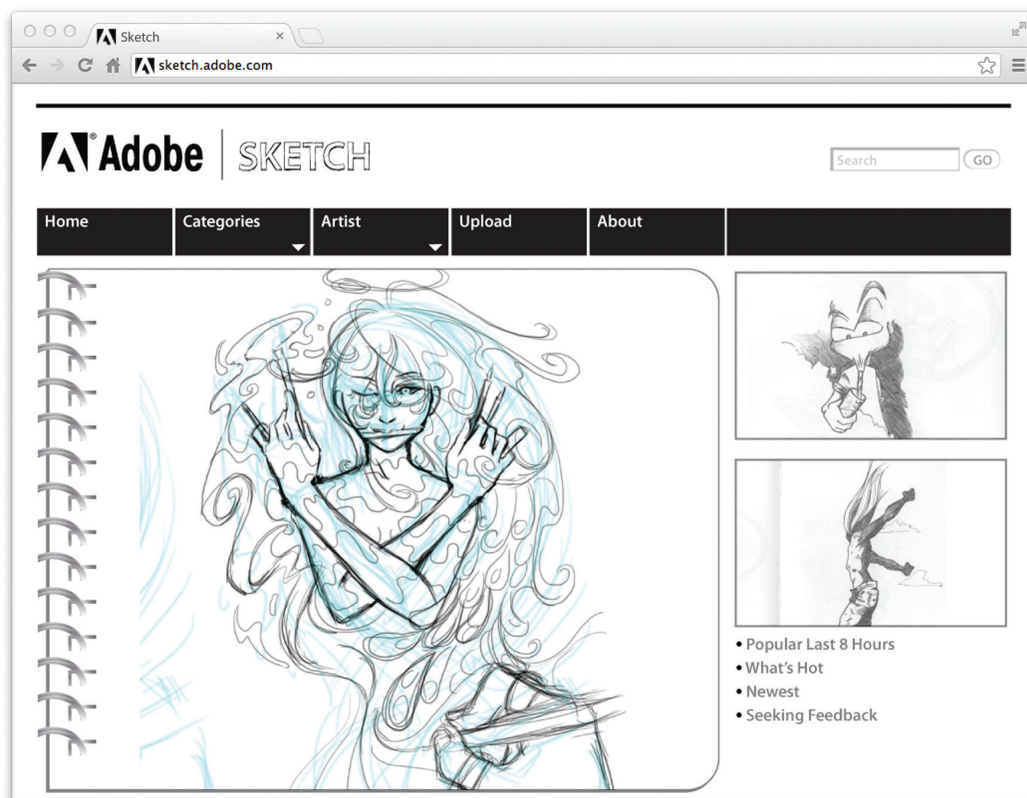 Sketch
sketch.adobe.com
Adobe® SKETCH
Search GO
Home Categories Artist Upload About
• Popular Last 8 Hours
• What's Hot
• Newest
• Seeking Feedback